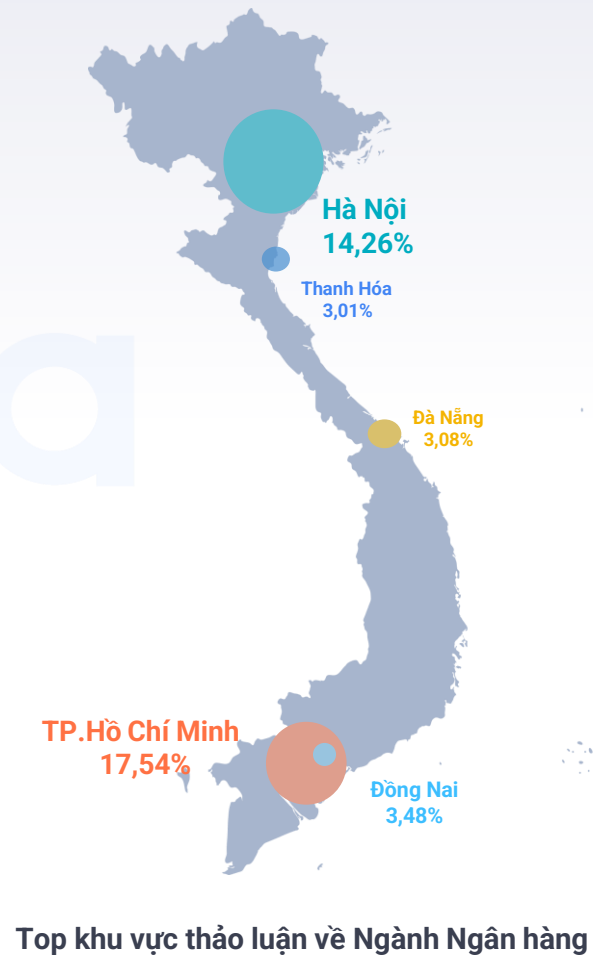 Hà Nội
14,26%
Thanh Hóa
3,01%
Đà Nẵng
3,08%
TP.Hồ Chí Minh
17,54%
Đồng Nai
3,48%
Top khu vực thảo luận về Ngành Ngân hàng